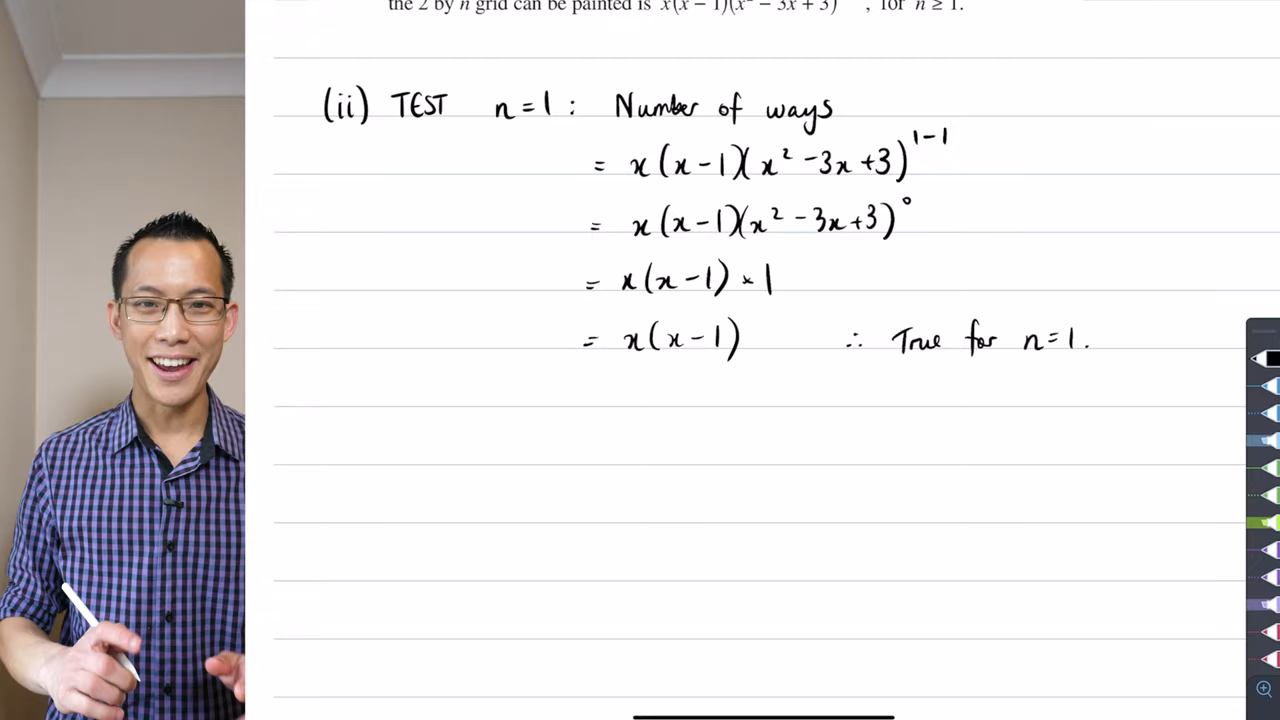 the 2 by n grid can be painted is x(x − 1)(x² − 3x + 3) , for n ≥ 1.
(ii) TEST n=1: Number of ways
= x(x-1)(x² -3x+3)¹⁻¹
= x(x-1)(x² -3x+3)⁰
= x(x-1) × 1
= x(x-1) ∴ True for n=1.